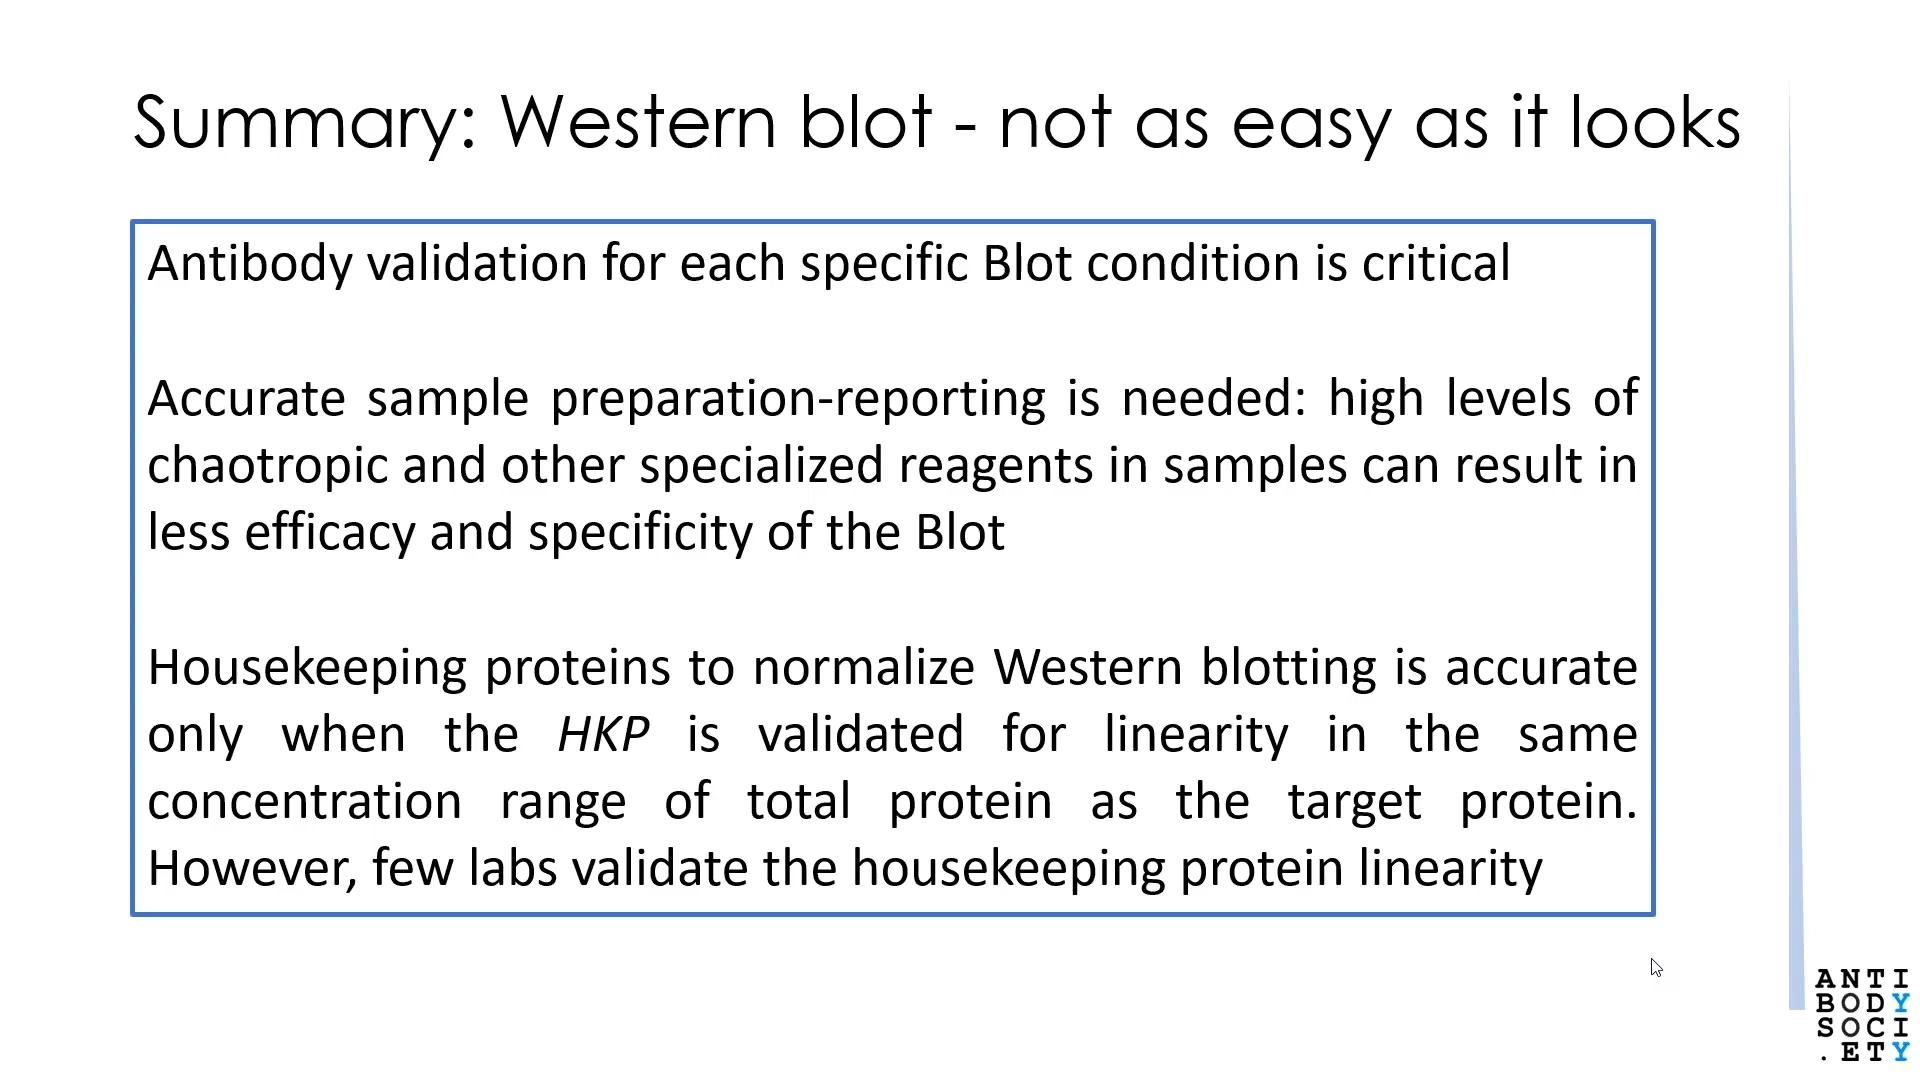 Summary: Western blot - not as easy as it looks
Antibody validation for each specific Blot condition is critical
Accurate sample preparation-reporting is needed: high levels of
chaotropic and other specialized reagents in samples can result in
less efficacy and specificity of the Blot
Housekeeping proteins to normalize Western blotting is accurate
only when the HKP is validated for linearity in the same
concentration range of total protein as the target protein.
However, few labs validate the housekeeping protein linearity
ANTI
BODY
SOCI
.ETY